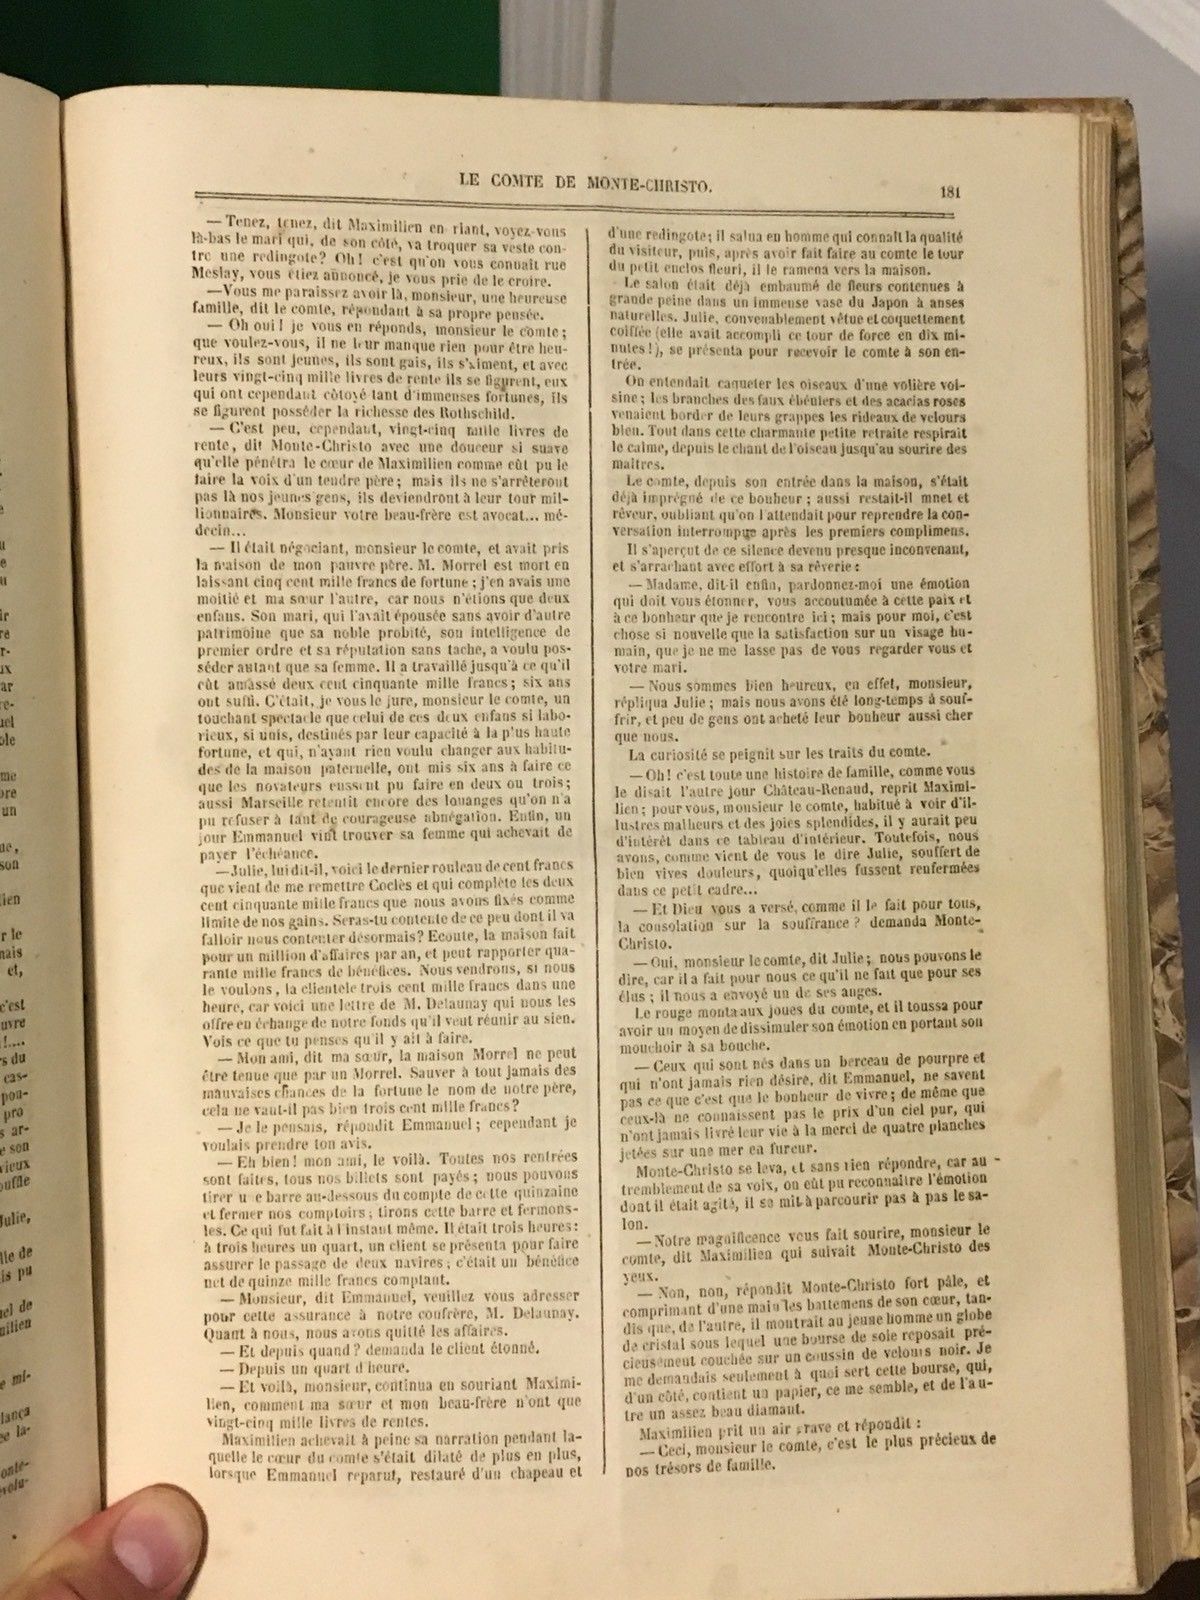 LE COMTE DE MONTE-CHRISTO.
181
— Tenez, tenez, dit Maximilien en riant, voyez-vous
là-bas le mari qui, de son côté, va troquer sa veste con-
tre une redingote? Oh! c'est qu'on vous connaît rue
Meslay, vous étiez annoncé, je vous prie de le croire.
—Vous me paraissez avoir là, monsieur, une heureuse
famille, dit le comte, répondant à sa propre pensée.
— Oh oui! je vous en réponds, monsieur le comte;
que voulez-vous, il ne leur manque rien pour être heu-
reux, ils sont jeunes, ils sont gais, ils s'aiment, et avec
leurs vingt-cinq mille livres de rente ils se figurent, eux
qui ont cependant côtoyé tant d'immenses fortunes, ils
se figurent posséder la richesse des Rothschild.
— C'est peu, cependant, vingt-cinq mille livres de
rente, dit Monte-Christo avec une douceur si suave
qu'elle pénétra le cœur de Maximilien comme eût pu le
faire la voix d'un tendre père; mais ils ne s'arrêteront
pas là nos jeunes gens, ils deviendront à leur tour mil-
lionnaires. Monsieur votre beau-frère est avocat... mé-
decin...
— Il était négociant, monsieur le comte, et avait pris
la maison de mon pauvre père. M. Morrel est mort en
laissant cinq cent mille francs de fortune; j'en avais une
moitié et ma sœur l'autre, car nous n'étions que deux
enfans. Son mari, qui l'avait épousée sans avoir d'autre
patrimoine que sa noble probité, son intelligence de
premier ordre et sa réputation sans tache, a voulu pos-
séder autant que sa femme. Il a travaillé jusqu'à ce qu'il
eût amassé deux cent cinquante mille francs; six ans
ont suffi. C'était, je vous le jure, monsieur le comte, un
touchant spectacle que celui de ces deux enfans si labo-
rieux, si unis, destinés par leur capacité à la plus haute
fortune, et qui, n'ayant rien voulu changer aux habitu-
des de la maison paternelle, ont mis six ans à faire ce
que les novateurs eussent pu faire en deux ou trois;
aussi Marseille retentit encore des louanges qu'on n'a
pu refuser à tant de courageuse abnégation. Enfin, un
jour Emmanuel vint trouver sa femme qui achevait de
payer l'échéance.
—Julie, lui dit-il, voici le dernier rouleau de cent francs
que vient de me remettre Coclès et qui complète les deux
cent cinquante mille francs que nous avons fixés comme
limite de nos gains. Seras-tu contente de ce peu dont il va
falloir nous contenter désormais? Ecoute, la maison fait
pour un million d'affaires par an, et peut rapporter qua-
rante mille francs de bénéfices. Nous vendrons, si nous
le voulons, la clientele trois cent mille francs dans une
heure, car voici une lettre de M. Delaunay qui nous les
offre en échange de notre fonds qu'il veut réunir au sien.
Vois ce que tu penses qu'il y ait à faire.
— Mon ami, dit ma sœur, la maison Morrel ne peut
être tenue que par un Morrel. Sauver à tout jamais des
mauvaises chances de la fortune le nom de notre père,
cela ne vaut-il pas bien trois cent mille francs?
— Je le pensais, répondit Emmanuel; cependant je
voulais prendre ton avis.
— Eh bien! mon ami, le voilà. Toutes nos rentrées
sont faites, tous nos billets sont payés; nous pouvons
tirer une barre au-dessous du compte de cette quinzaine
et fermer nos comptoirs; tirons cette barre et fermons-
les. Ce qui fut fait à l'instant même. Il était trois heures:
à trois heures un quart, un client se présenta pour faire
assurer le passage de deux navires; c'était un bénéfice
net de quinze mille francs comptant.
— Monsieur, dit Emmanuel, veuillez vous adresser
pour cette assurance à notre confrère, M. Delaunay.
Quant à nous, nous avons quitté les affaires.
— Et depuis quand? demanda le client étonné.
— Depuis un quart d'heure.
— Et voilà, monsieur, continua en souriant Maximi-
lien, comment ma sœur et mon beau-frère n'ont que
vingt-cinq mille livres de rentes.
Maximilien achevait à peine sa narration pendant la-
quelle le cœur du comte s'était dilaté de plus en plus,
lorsque Emmanuel reparut, restauré d'un chapeau et
d'une redingote; il salua en homme qui connaît la qualité
du visiteur, puis, après avoir fait faire au comte le tour
du petit enclos fleuri, il le ramena vers la maison.
Le salon était déjà embaumé de fleurs contenues à
grande peine dans un immense vase du Japon à anses
naturelles. Julie, convenablement vêtue et coquettement
coiffée (elle avait accompli ce tour de force en dix mi-
nutes!), se présenta pour recevoir le comte à son en-
trée.
On entendait caqueter les oiseaux d'une volière voi-
sine; les branches des faux ébéniers et des acacias roses
venaient border de leurs grappes les rideaux de velours
bleu. Tout dans cette charmante petite retraite respirait
le calme, depuis le chant de l'oiseau jusqu'au sourire des
maîtres.
Le comte, depuis son entrée dans la maison, s'était
déjà imprégné de ce bonheur; aussi restait-il muet et
rêveur, oubliant qu'on l'attendait pour reprendre la con-
versation interrompue après les premiers complimens.
Il s'aperçut de ce silence devenu presque inconvenant,
et s'arrachant avec effort à sa rêverie:
— Madame, dit-il enfin, pardonnez-moi une émotion
qui doit vous étonner, vous accoutumée à cette paix et
à ce bonheur que je rencontre ici; mais pour moi, c'est
chose si nouvelle que la satisfaction sur un visage hu-
main, que je ne me lasse pas de vous regarder vous et
votre mari.
— Nous sommes bien heureux, en effet, monsieur,
répliqua Julie; mais nous avons été long-temps à souf-
frir, et peu de gens ont acheté leur bonheur aussi cher
que nous.
La curiosité se peignit sur les traits du comte.
— Oh! c'est toute une histoire de famille, comme vous
le disait l'autre jour Château-Renaud, reprit Maximi-
lien; pour vous, monsieur le comte, habitué à voir d'il-
lustres malheurs et des joies splendides, il y aurait peu
d'intérêt dans ce tableau d'intérieur. Toutefois, nous
avons, comme vient de vous le dire Julie, souffert de
bien vives douleurs, quoiqu'elles fussent renfermées
dans ce petit cadre...
— Et Dieu vous a versé, comme il le fait pour tous,
la consolation sur la souffrance? demanda Monte-
Christo.
— Oui, monsieur le comte, dit Julie; nous pouvons le
dire, car il a fait pour nous ce qu'il ne fait que pour ses
élus; il nous a envoyé un de ses anges.
Le rouge monta aux joues du comte, et il toussa pour
avoir un moyen de dissimuler son émotion en portant son
mouchoir à sa bouche.
— Ceux qui sont nés dans un berceau de pourpre et
qui n'ont jamais rien désiré, dit Emmanuel, ne savent
pas ce que c'est que le bonheur de vivre; de même que
ceux-là ne connaissent pas le prix d'un ciel pur, qui
n'ont jamais livré leur vie à la merci de quatre planches
jetées sur une mer en fureur.
Monte-Christo se leva, et sans rien répondre, car au
tremblement de sa voix, on eût pu reconnaître l'émotion
dont il était agité, il se mit à parcourir pas à pas le sa-
lon.
— Notre magnificence vous fait sourire, monsieur le
comte, dit Maximilien qui suivait Monte-Christo des
yeux.
— Non, non, répondit Monte-Christo fort pâle, et
comprimant d'une main les battemens de son cœur, tan-
dis que, de l'autre, il montrait au jeune homme un globe
de cristal sous lequel une bourse de soie reposait pré-
cieusement couchée sur un coussin de velours noir. Je
me demandais seulement à quoi sert cette bourse, qui,
d'un côté, contient un papier, ce me semble, et de l'au-
tre un assez beau diamant.
Maximilien prit un air grave et répondit:
— Ceci, monsieur le comte, c'est le plus précieux de
nos trésors de famille.